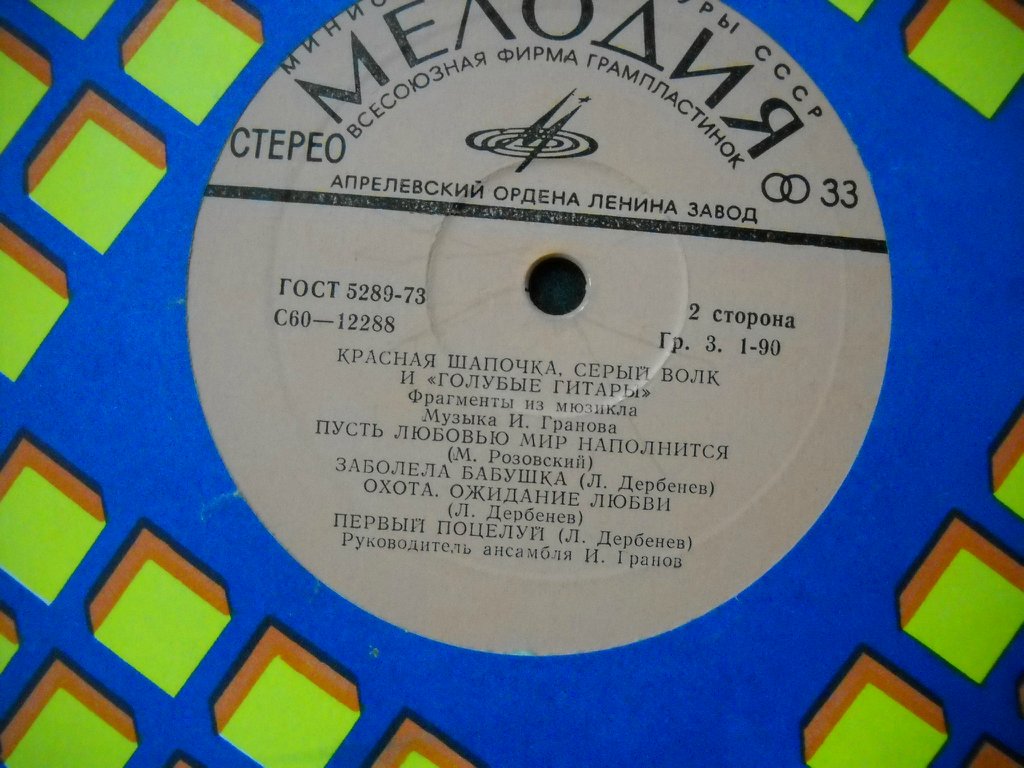 МЕЛОДИЯ
ВСЕСОЮЗНАЯ ФИРМА ГРАМПЛАСТИНОК
СТЕРЕО
33
АПРЕЛЕВСКИЙ ОРДЕНА ЛЕНИНА ЗАВОД
ГОСТ 5289-73
С60—12288
2 сторона
Гр. 3. 1-90
КРАСНАЯ ШАПОЧКА, СЕРЫЙ ВОЛК
И «ГОЛУБЫЕ ГИТАРЫ»
Фрагменты из мюзикла
Музыка И. Гранова
ПУСТЬ ЛЮБОВЬЮ МИР НАПОЛНИТСЯ
(М. Розовский)
ЗАБОЛЕЛА БАБУШКА (Л. Дербенев)
ОХОТА. ОЖИДАНИЕ ЛЮБВИ
(Л. Дербенев)
ПЕРВЫЙ ПОЦЕЛУЙ (Л. Дербенев)
Руководитель ансамбля И. Гранов
СССР